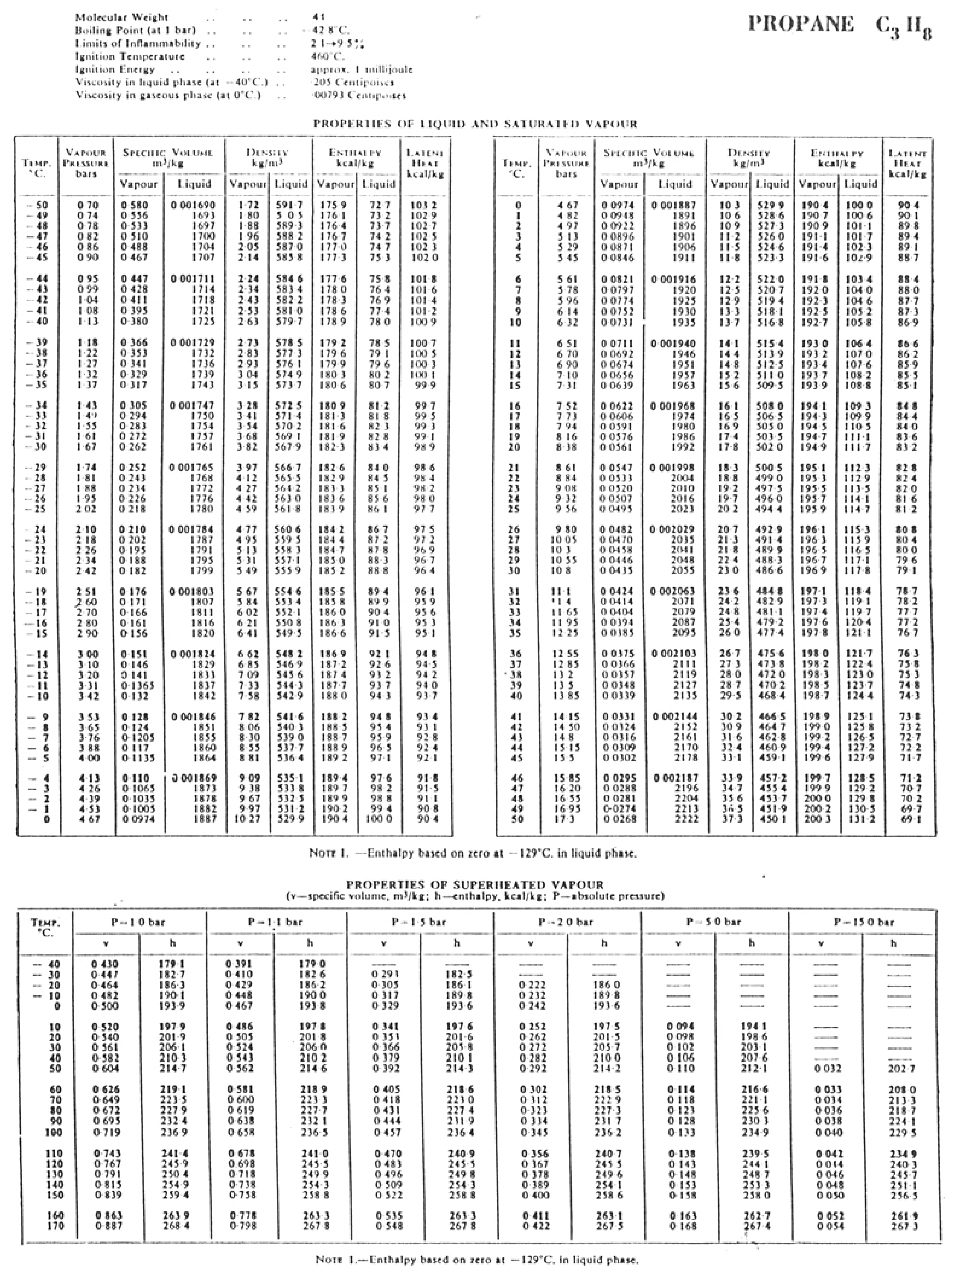 PROPANE C3 H8
Molecular Weight .. .. .. 41
Boiling Point (at 1 bar) .. .. .. -42·8°C.
Limits of Inflammability .. .. .. 2·1→9·5%
Ignition Temperature .. .. 460°C.
Ignition Energy .. .. .. approx. 1 millijoule
Viscosity in liquid phase (at -40°C.) .. ·205 Centipoises
Viscosity in gaseous phase (at 0°C.) .. ·00793 Centipoises
PROPERTIES OF LIQUID AND SATURATED VAPOUR
TEMP. °C. VAPOUR PRESSURE bars SPECIFIC VOLUME m³/kg DENSITY kg/m³ ENTHALPY kcal/kg LATENT HEAT kcal/kg
Vapour Liquid Vapour Liquid Vapour Liquid
-50 0·70 0·580 0·001690 1·72 591·7 175·9 72·7 103·2
-49 0·74 0·556 1693 1·80 176·1 73·2 102·9
-48 0·78 0·533 1697 1·88 589·3 176·4 73·7 102·7
-47 0·82 0·510 1700 1·96 588·2 176·7 74·2 102·5
-46 0·86 0·488 1704 2·05 587·0 177·0 74·7 102·3
-45 0·90 0·467 1707 2·14 585·8 177·3 75·3 102·0
-44 0·95 0·447 0·001711 2·24 584·6 177·6 75·8 101·8
-43 0·99 0·428 1714 2·34 583·4 178·0 76·4 101·6
-42 1·04 0·411 1718 2·43 582·2 178·3 76·9 101·4
-41 1·08 0·395 1721 2·53 581·0 178·6 77·4 101·2
-40 1·13 0·380 1725 2·63 579·7 178·9 78·0 100·9
-39 1·18 0·366 0·001729 2·73 578·5 179·2 78·5 100·7
-38 1·22 0·353 1732 2·83 577·3 179·6 79·1 100·5
-37 1·27 0·341 1736 2·93 576·1 179·9 79·6 100·3
-36 1·32 0·329 1739 3·04 574·9 180·3 80·2 100·1
-35 1·37 0·317 1743 3·15 573·7 180·6 80·7 99·9
-34 1·43 0·305 0·001747 3·28 572·5 180·9 81·2 99·7
-33 1·49 0·294 1750 3·41 571·4 181·3 81·8 99·5
-32 1·55 0·283 1754 3·54 570·2 181·6 82·3 99·3
-31 1·61 0·272 1757 3·68 569·1 181·9 82·8 99·1
-30 1·67 0·262 1761 3·82 567·9 182·3 83·4 98·9
-29 1·74 0·252 0·001765 3·97 566·7 182·6 84·0 98·6
-28 1·81 0·243 1768 4·12 565·5 182·9 84·5 98·4
-27 1·88 0·234 1772 4·27 564·2 183·3 85·1 98·2
-26 1·95 0·226 1776 4·42 563·0 183·6 85·6 98·0
-25 2·02 0·218 1780 4·59 561·8 183·9 86·1 97·7
-24 2·10 0·210 0·001784 4·77 560·6 184·2 86·7 97·5
-23 2·18 0·202 1787 4·95 559·5 184·4 87·2 97·2
-22 2·26 0·195 1791 5·13 558·3 184·7 87·8 96·9
-21 2·34 0·188 1795 5·31 557·1 185·0 88·3 96·7
-20 2·42 0·182 1799 5·49 555·9 185·2 88·8 96·4
-19 2·51 0·176 0·001803 5·67 554·6 185·5 89·4 96·1
-18 2·60 0·171 1807 5·84 553·4 185·8 89·9 95·9
-17 2·70 0·166 1811 6·02 552·1 186·0 90·4 95·6
-16 2·80 0·161 1816 6·21 550·8 186·3 91·0 95·3
-15 2·90 0·156 1820 6·41 549·5 186·6 91·5 95·1
-14 3·00 0·151 0·001824 6·62 548·2 186·9 92·1 94·8
-13 3·10 0·146 1829 6·85 546·9 187·2 92·6 94·5
-12 3·20 0·141 1833 7·09 545·6 187·4 93·2 94·2
-11 3·31 0·1365 1837 7·33 544·3 187·7 93·7 94·0
-10 3·42 0·132 1842 7·58 542·9 188·0 94·3 93·7
-9 3·53 0·128 0·001846 7·82 541·6 188·2 94·8 93·4
-8 3·65 0·124 1851 8·06 540·3 188·5 95·4 93·1
-7 3·76 0·1205 1855 8·30 539·0 188·7 95·9 92·8
-6 3·88 0·117 1860 8·55 537·7 188·9 96·5 92·4
-5 4·00 0·1135 1864 8·81 536·4 189·2 97·1 92·1
-4 4·13 0·110 0·001869 9·09 535·1 189·4 97·6 91·8
-3 4·26 0·1065 1873 9·38 533·8 189·7 98·2 91·5
-2 4·39 0·1035 1878 9·67 532·5 189·9 98·8 91·1
-1 4·53 0·1005 1882 9·97 531·2 190·2 99·4 90·8
0 4·67 0·0974 1887 10·27 529·9 190·4 100·0 90·4
TEMP. °C. VAPOUR PRESSURE bars SPECIFIC VOLUME m³/kg DENSITY kg/m³ ENTHALPY kcal/kg LATENT HEAT kcal/kg
Vapour Liquid Vapour Liquid Vapour Liquid
0 4·67 0·0974 0·001887 10·3 529·9 190·4 100·0 90·4
1 4·82 0·0948 1891 10·6 528·6 190·7 100·6 90·1
2 4·97 0·0922 1896 10·9 527·3 190·9 101·1 89·8
3 5·13 0·0896 1901 11·2 526·0 191·1 101·7 89·4
4 5·29 0·0871 1906 11·5 524·6 191·4 102·3 89·1
5 5·45 0·0846 1911 11·8 523·3 191·6 102·9 88·7
6 5·61 0·0821 0·001916 12·2 522·0 191·8 103·4 88·4
7 5·78 0·0797 1920 12·5 520·7 192·0 104·0 88·0
8 5·96 0·0774 1925 12·9 519·4 192·3 104·6 87·7
9 6·14 0·0752 1930 13·3 518·1 192·5 105·2 87·3
10 6·32 0·0731 1935 13·7 516·8 192·7 105·8 86·9
11 6·51 0·0711 0·001940 14·1 515·4 193·0 106·4 86·6
12 6·70 0·0692 1946 14·4 513·9 193·2 107·0 86·2
13 6·90 0·0674 1951 14·8 512·5 193·4 107·6 85·9
14 7·10 0·0656 1957 15·2 511·0 193·7 108·2 85·5
15 7·31 0·0639 1963 15·6 509·5 193·9 108·8 85·1
16 7·52 0·0622 0·001968 16·1 508·0 194·1 109·3 84·8
17 7·73 0·0606 1974 16·5 506·5 194·3 109·9 84·4
18 7·94 0·0591 1980 16·9 505·0 194·5 110·5 84·0
19 8·16 0·0576 1986 17·4 503·5 194·7 111·1 83·6
20 8·38 0·0561 1992 17·8 502·0 194·9 111·7 83·2
21 8·61 0·0547 0·001998 18·3 500·5 195·1 112·3 82·8
22 8·84 0·0533 2004 18·8 499·0 195·3 112·9 82·4
23 9·08 0·0520 2010 19·2 497·5 195·5 113·5 82·0
24 9·32 0·0507 2016 19·7 496·0 195·7 114·1 81·6
25 9·56 0·0495 2023 20·2 494·4 195·9 114·7 81·2
26 9·80 0·0482 0·002029 20·7 492·9 196·1 115·3 80·8
27 10·05 0·0470 2035 21·3 491·4 196·3 115·9 80·4
28 10·3 0·0458 2041 21·8 489·9 196·5 116·5 80·0
29 10·55 0·0446 2048 22·4 488·3 196·7 117·1 79·6
30 10·8 0·0435 2055 23·0 486·6 196·9 117·8 79·1
31 11·1 0·0424 0·002063 23·6 484·8 197·1 118·4 78·7
32 0·0414 2071 24·2 482·9 197·3 119·1 78·2
33 11·65 0·0404 2079 24·8 481·1 197·4 119·7 77·7
34 11·95 0·0394 2087 25·4 479·2 197·6 120·4 77·2
35 12·25 0·0385 2095 26·0 477·4 197·8 121·1 76·7
36 12·55 0·0375 0·002103 26·7 475·6 198·0 121·7 76·3
37 12·85 0·0366 2111 27·3 473·8 198·2 122·4 75·8
38 13·2 0·0357 2119 28·0 472·0 198·3 123·0 75·3
39 13·5 0·0348 2127 28·7 470·2 198·5 123·7 74·8
40 13·85 0·0339 2135 29·5 468·4 198·7 124·4 74·3
41 14·15 0·0331 0·002144 30·2 466·5 198·9 125·1 73·8
42 14·50 0·0324 2152 30·9 464·7 199·0 125·8 73·2
43 14·8 0·0316 2161 31·6 462·8 199·2 126·5 72·7
44 15·15 0·0309 2170 32·4 460·9 199·4 127·2 72·2
45 15·5 0·0302 2178 33·1 459·1 199·6 127·9 71·7
46 15·85 0·0295 0·002187 33·9 457·2 199·7 128·5 71·2
47 16·20 0·0288 2196 34·7 455·4 199·9 129·2 70·7
48 16·55 0·0281 2204 35·6 453·7 200·0 129·8 70·2
49 16·95 0·0274 2213 36·5 451·9 200·2 130·5 69·7
50 17·3 0·0268 2222 37·3 450·1 200·3 131·2 69·1
NOTE 1. —Enthalpy based on zero at -129°C. in liquid phase.
PROPERTIES OF SUPERHEATED VAPOUR
(v—specific volume, m³/kg; h—enthalpy, kcal/kg; P—absolute pressure)
TEMP. °C. P—1·0 bar P—1·1 bar P—1·5 bar P—2·0 bar P—5·0 bar P—15·0 bar
v h v h v h v h v h v h
-40 0·430 179·1 0·391 179·0 — — — — — — — —
-30 0·447 182·7 0·410 182·6 0·291 182·5 — — — — — —
-20 0·464 186·3 0·429 186·2 0·305 186·1 0·222 186·0 — — — —
-10 0·482 190·1 0·448 190·0 0·317 189·8 0·232 189·8 — — — —
0 0·500 193·9 0·467 193·8 0·329 193·6 0·242 193·6 — — — —
10 0·520 197·9 0·486 197·8 0·341 197·6 0·252 197·5 0·094 194·1 — —
20 0·540 201·9 0·505 201·8 0·353 201·6 0·262 201·5 0·098 198·6 — —
30 0·561 206·1 0·524 206·0 0·366 205·8 0·272 205·7 0·102 203·1 — —
40 0·582 210·3 0·543 210·2 0·379 210·1 0·282 210·0 0·106 207·6 — —
50 0·604 214·7 0·562 214·6 0·392 214·3 0·292 214·2 0·110 212·1 0·032 202·7
60 0·626 219·1 0·581 218·9 0·405 218·6 0·302 218·5 0·114 216·6 0·033 208·0
70 0·649 223·5 0·600 223·3 0·418 223·0 0·312 222·9 0·118 221·1 0·034 213·3
80 0·672 227·9 0·619 227·7 0·431 227·4 0·323 227·3 0·123 225·6 0·036 218·7
90 0·695 232·4 0·638 232·1 0·444 231·9 0·334 231·7 0·128 230·3 0·038 224·1
100 0·719 236·9 0·658 236·5 0·457 236·4 0·345 236·2 0·133 234·9 0·040 229·5
110 0·743 241·4 0·678 241·0 0·470 240·9 0·356 240·7 0·138 239·5 0·042 234·9
120 0·767 245·9 0·698 245·5 0·483 245·5 0·367 245·5 0·143 244·1 0·044 240·3
130 0·791 250·4 0·718 249·9 0·496 249·8 0·378 249·6 0·148 248·7 0·046 245·7
140 0·815 254·9 0·738 254·3 0·509 254·3 0·389 254·1 0·153 253·3 0·048 251·1
150 0·839 259·4 0·758 258·8 0·522 258·8 0·400 258·6 0·158 258·0 0·050 256·5
160 0·863 263·9 0·778 263·3 0·535 263·3 0·411 263·1 0·163 262·7 0·052 261·9
170 0·887 268·4 0·798 267·8 0·548 267·8 0·422 267·5 0·168 267·4 0·054 267·3
NOTE 1.—Enthalpy based on zero at -129°C. in liquid phase.